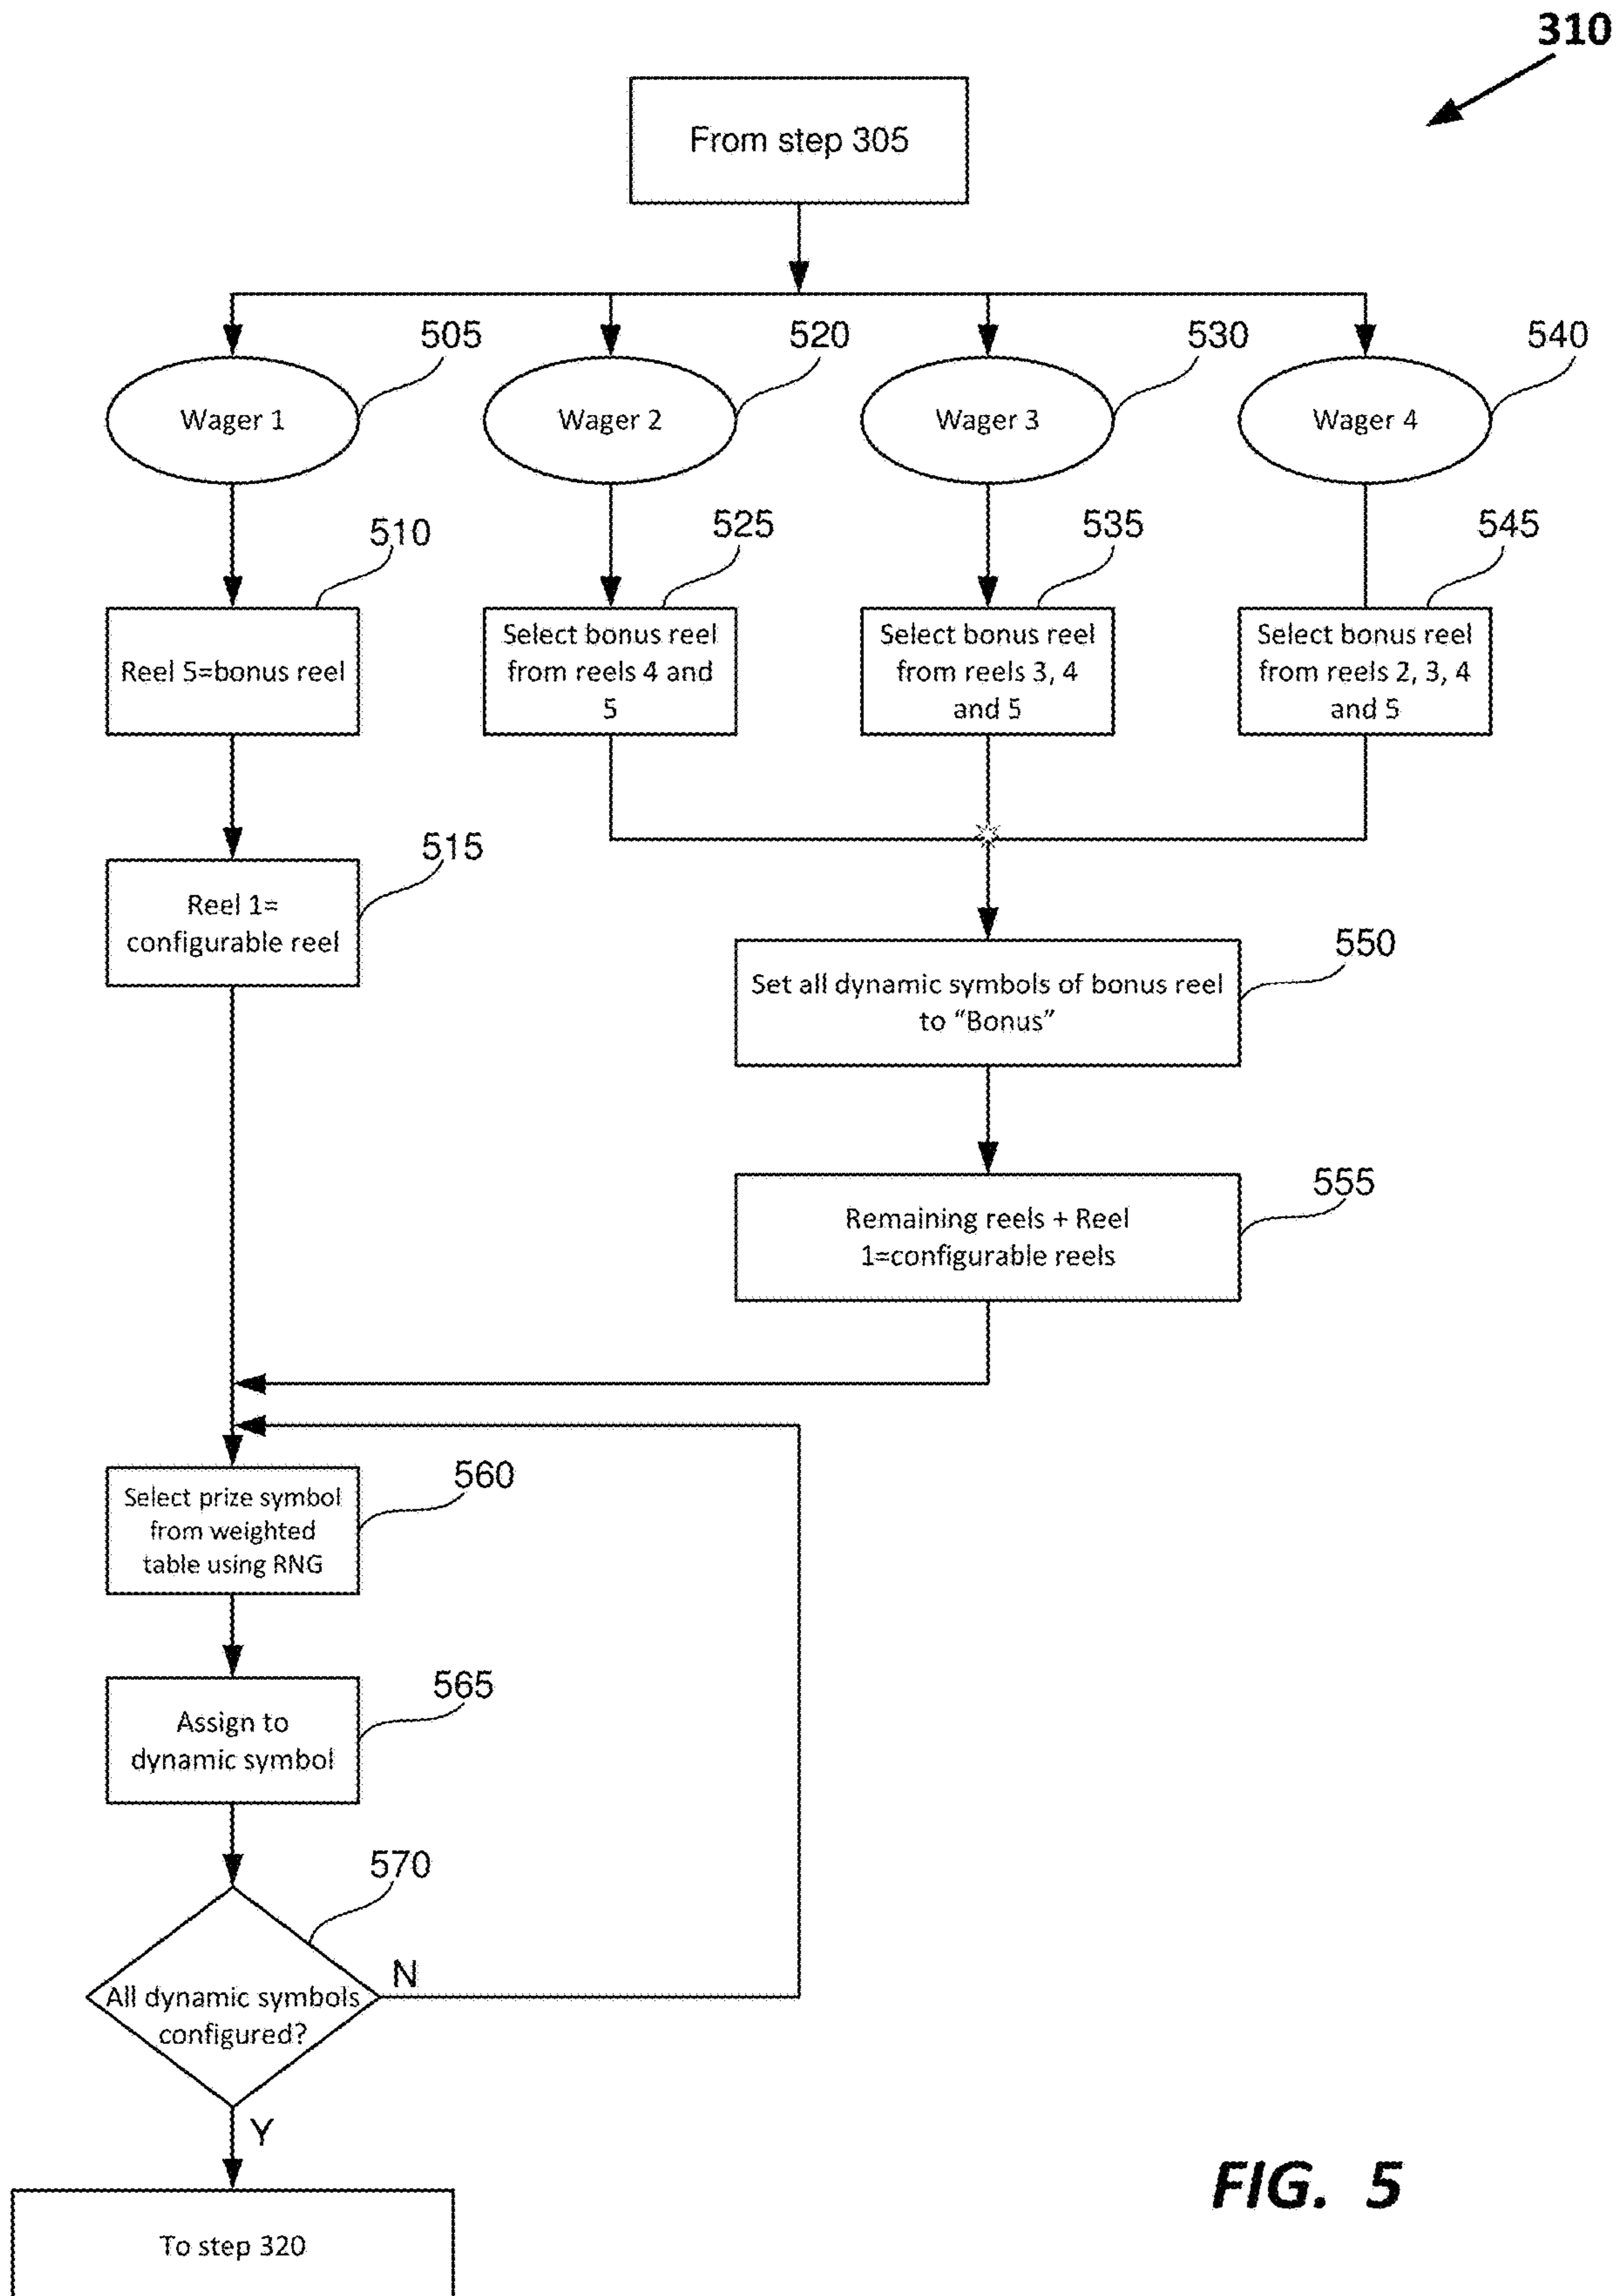 310
From step 305
505
520
530
540
Wager 1
Wager 2
Wager 3
Wager 4
510
525
535
545
Reel 5=bonus reel
Select bonus reel
from reels 4 and
5
Select bonus reel
from reels 3, 4
and 5
Select bonus reel
from reels 2, 3, 4
and 5
515
Reel 1=
configurable reel
550
Set all dynamic symbols of bonus reel
to “Bonus”
555
Remaining reels + Reel
1=configurable reels
560
Select prize symbol
from weighted
table using RNG
565
Assign to
dynamic symbol
570
All dynamic symbols
configured?
N
Y
To step 320
FIG. 5